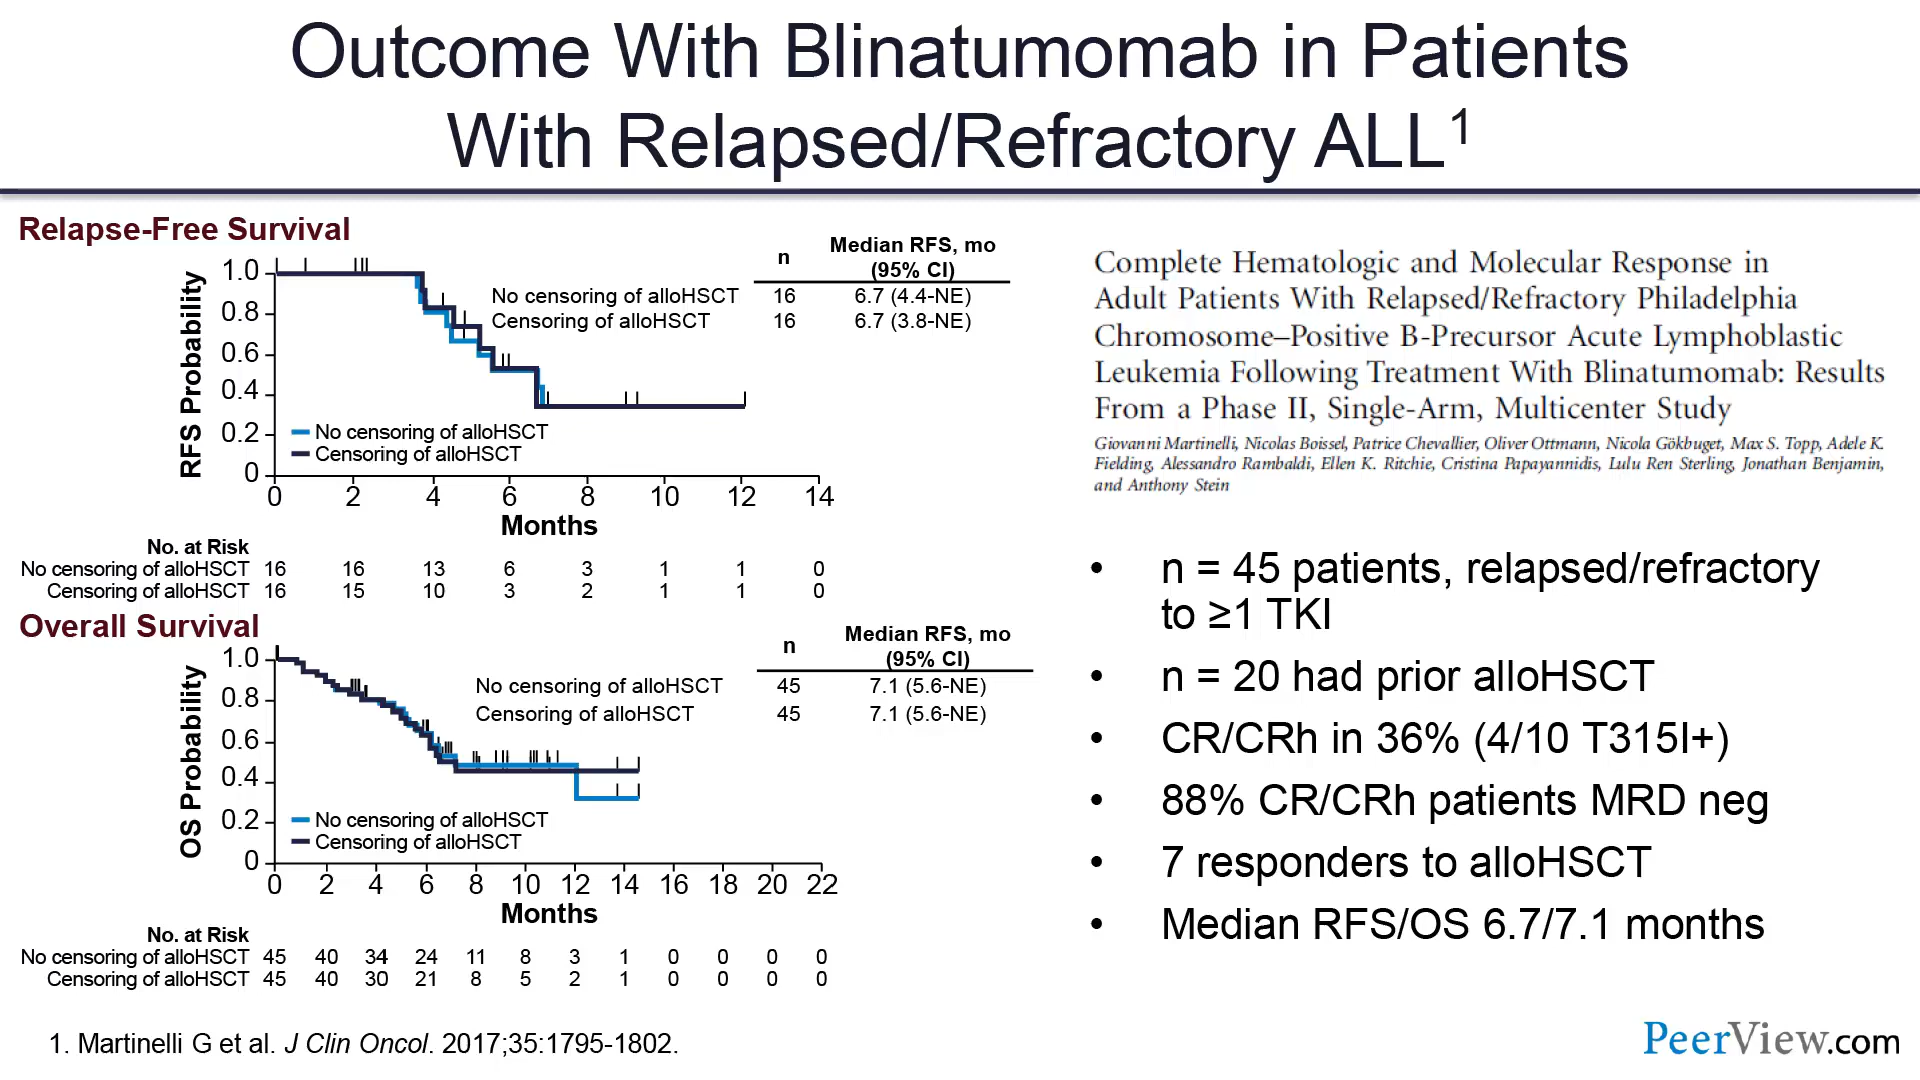 Outcome With Blinatumomab in Patients
With Relapsed/Refractory ALL1
Relapse-Free Survival
RFS Probability
1.0
0.8
0.6
0.4
0.2
0
n
Median RFS, mo
(95% CI)
No censoring of alloHSCT 16 6.7 (4.4-NE)
Censoring of alloHSCT 16 6.7 (3.8-NE)
No censoring of alloHSCT
Censoring of alloHSCT
0 2 4 6 8 10 12 14
Months
No. at Risk
No censoring of alloHSCT 16 16 13 6 3 1 1 0
Censoring of alloHSCT 16 15 10 3 2 1 1 0
Overall Survival
OS Probability
1.0
0.8
0.6
0.4
0.2
0
n
Median RFS, mo
(95% CI)
No censoring of alloHSCT 45 7.1 (5.6-NE)
Censoring of alloHSCT 45 7.1 (5.6-NE)
No censoring of alloHSCT
Censoring of alloHSCT
0 2 4 6 8 10 12 14 16 18 20 22
Months
No. at Risk
No censoring of alloHSCT 45 40 34 24 11 8 3 1 0 0 0 0
Censoring of alloHSCT 45 40 30 21 8 5 2 1 0 0 0 0
Complete Hematologic and Molecular Response in
Adult Patients With Relapsed/Refractory Philadelphia
Chromosome–Positive B-Precursor Acute Lymphoblastic
Leukemia Following Treatment With Blinatumomab: Results
From a Phase II, Single-Arm, Multicenter Study
Giovanni Martinelli, Nicolas Boissel, Patrice Chevallier, Oliver Ottmann, Nicola Gökbuget, Max S. Topp, Adele K.
Fielding, Alessandro Rambaldi, Ellen K. Ritchie, Cristina Papayannidis, Lulu Ren Sterling, Jonathan Benjamin,
and Anthony Stein
• n = 45 patients, relapsed/refractory
to ≥1 TKI
• n = 20 had prior alloHSCT
• CR/CRh in 36% (4/10 T315I+)
• 88% CR/CRh patients MRD neg
• 7 responders to alloHSCT
• Median RFS/OS 6.7/7.1 months
1. Martinelli G et al. J Clin Oncol. 2017;35:1795-1802.
PeerView.com